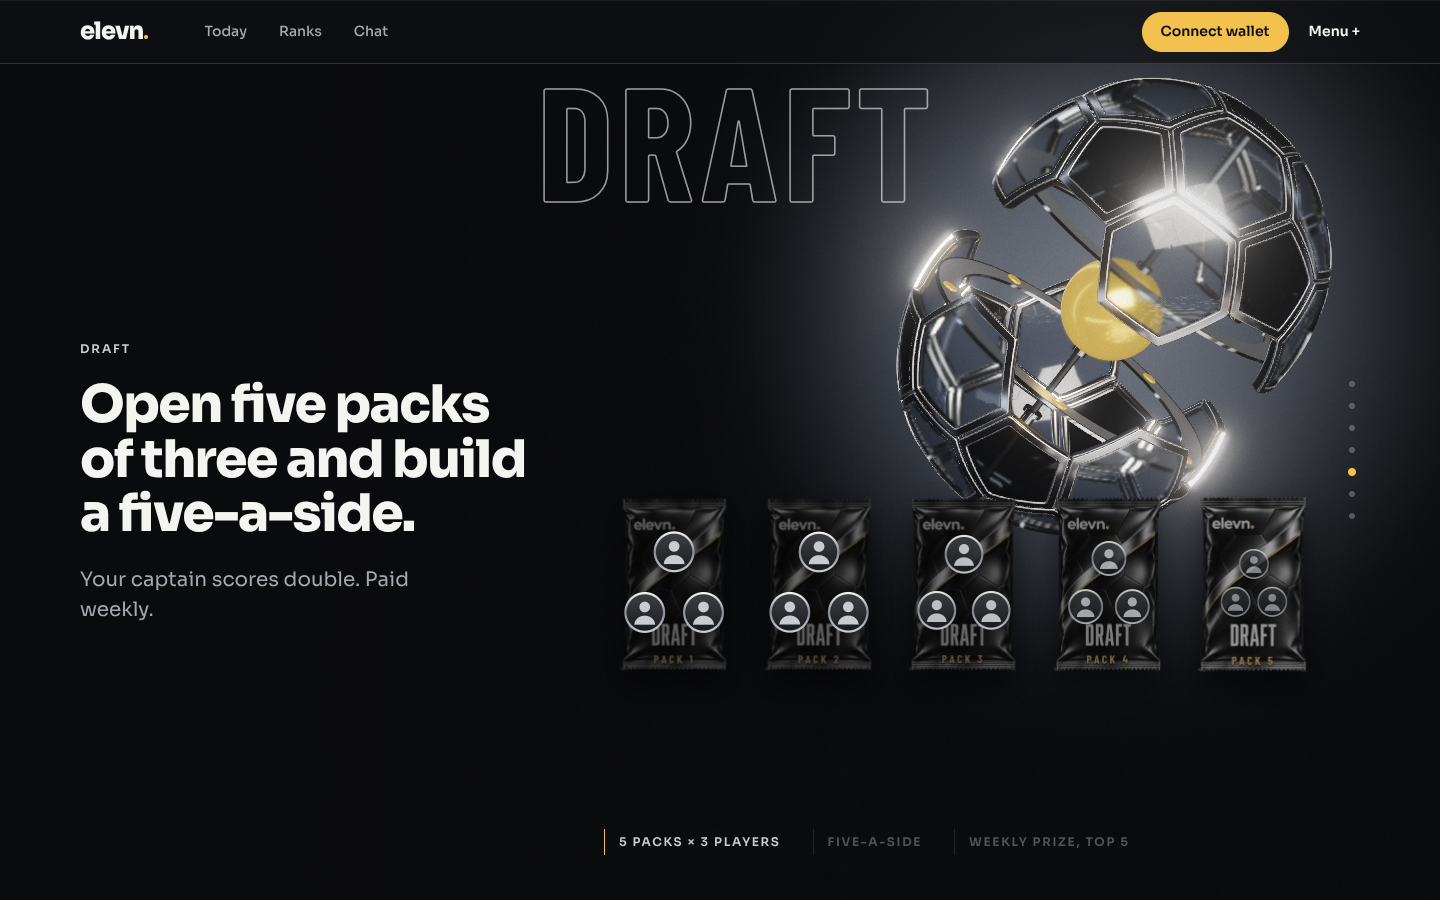 elevn.
Today
Ranks
Chat
Connect wallet
Menu +
DRAFT
DRAFT
Open five packs
of three and build
a five-a-side.
Your captain scores double. Paid
weekly.
elevn.
DRAFT
PACK 1
elevn.
DRAFT
PACK 2
elevn.
DRAFT
PACK 3
elevn.
DRAFT
PACK 4
elevn.
DRAFT
PACK 5
5 PACKS × 3 PLAYERS
FIVE-A-SIDE
WEEKLY PRIZE, TOP 5